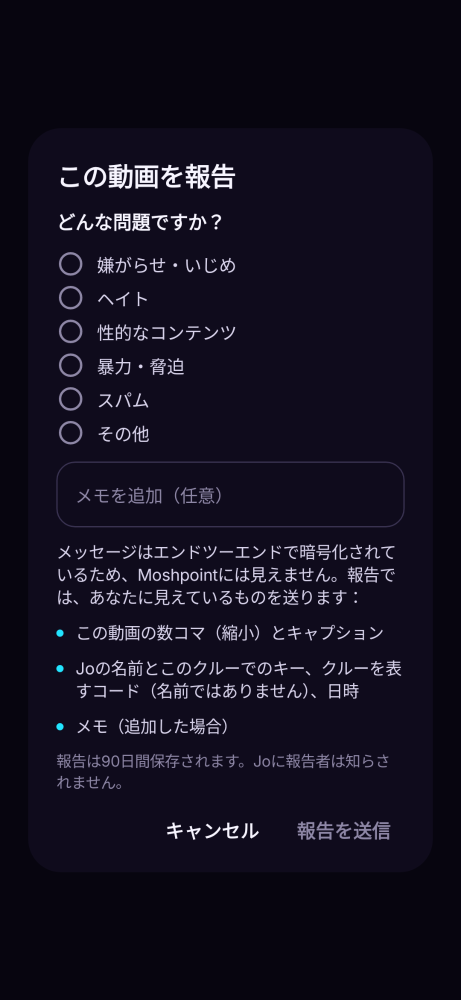 この動画を報告
どんな問題ですか？
嫌がらせ・いじめ
ヘイト
性的なコンテンツ
暴力・脅迫
スパム
その他
メモを追加（任意）
メッセージはエンドツーエンドで暗号化されて
いるため、Moshpointには見えません。報告で
は、あなたに見えているものを送ります：
この動画の数コマ（縮小）とキャプション
Joの名前とこのクルーでのキー、クルーを表
すコード（名前ではありません）、日時
メモ（追加した場合）
報告は90日間保存されます。Joに報告者は知らさ
れません。
キャンセル
報告を送信